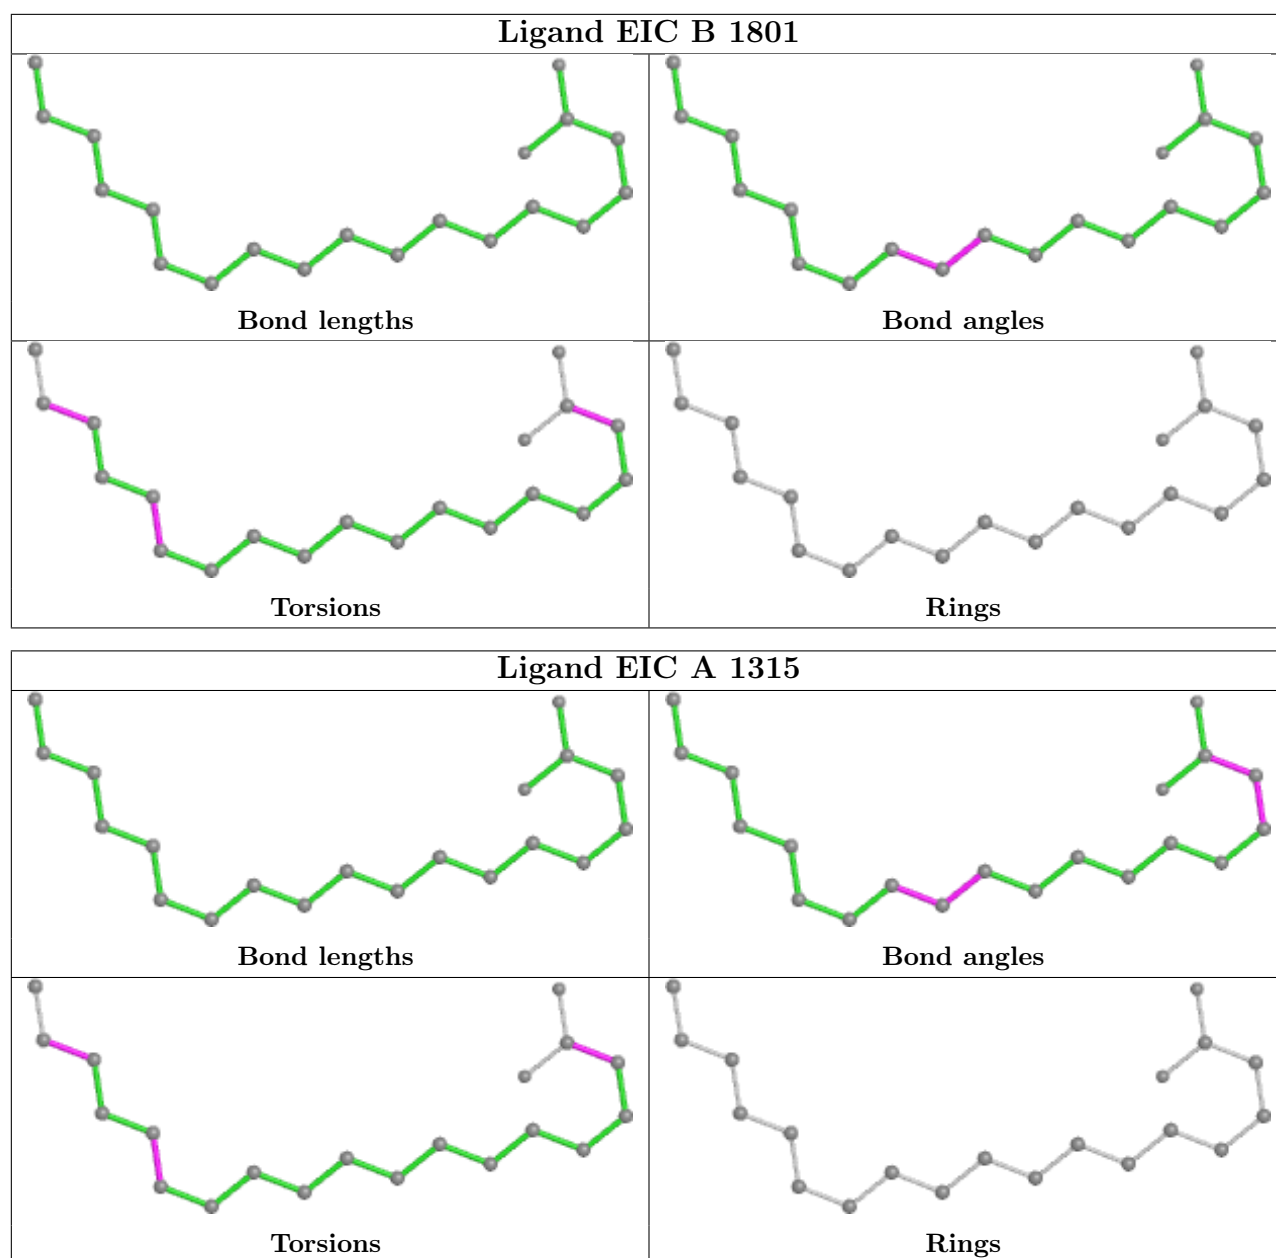 Ligand EIC B 1801
Bond lengths
Bond angles
Torsions
Rings
Ligand EIC A 1315
Bond lengths
Bond angles
Torsions
Rings